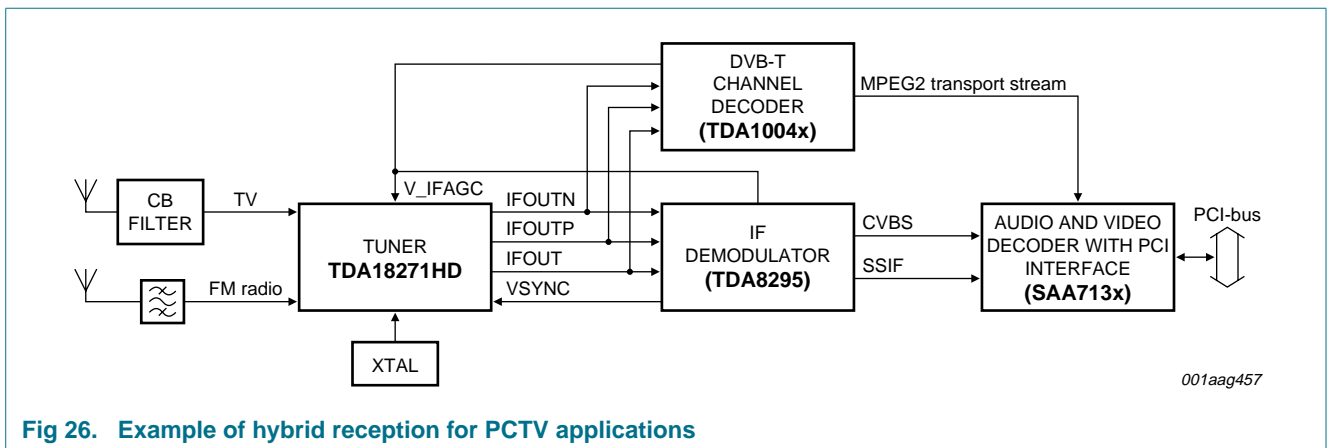 DVB-T
CHANNEL
DECODER
(TDA1004x)
MPEG2 transport stream
CB
FILTER
TV
V_IFAGC
TUNER
TDA18271HD
IFOUTN
IFOUTP
IFOUT
VSYNC
IF
DEMODULATOR
(TDA8295)
CVBS
SSIF
AUDIO AND VIDEO
DECODER WITH PCI
INTERFACE
(SAA713x)
PCI-bus
FM radio
XTAL
001aag457
Fig 26. Example of hybrid reception for PCTV applications